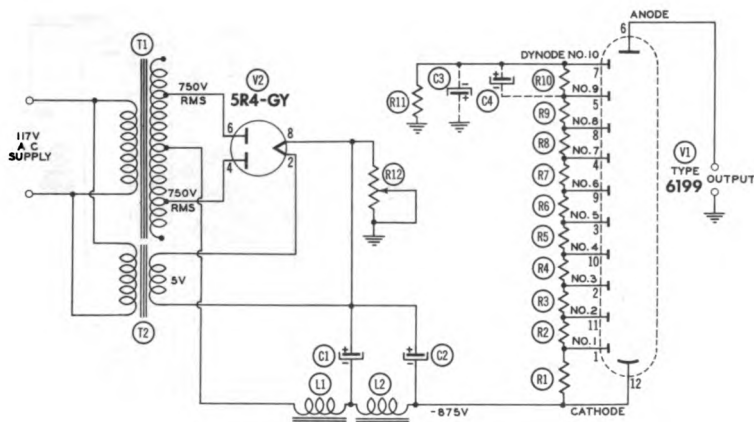 ANODE
6
T1
DYNODE NO.10
7
R10
750V
RMS
V2
5R4-GY
C3
C4
R11
NO.9
5
R9
NO.8
8
R8
NO.7
4
R7
NO.6
9
R6
NO.5
3
R5
NO.4
10
R4
NO.3
2
R3
NO.2
11
R2
NO.1
1
R1
12
CATHODE
6
4
8
2
117V
A C
SUPPLY
750V
RMS
R12
V1
TYPE
6199
OUTPUT
5V
T2
C1
C2
L1
L2
-875V
+
-
+
-
+
-
+
-